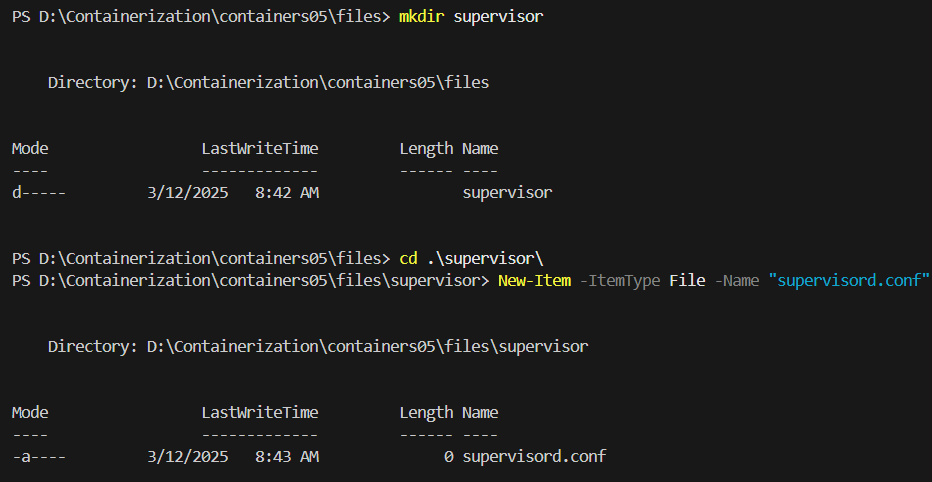 PS D:\Containerization\containers05\files> mkdir supervisor
Directory: D:\Containerization\containers05\files
Mode                 LastWriteTime         Length Name
----                 -------------         ------ ----
d-----         3/12/2025   8:42 AM                supervisor
PS D:\Containerization\containers05\files> cd .\supervisor\
PS D:\Containerization\containers05\files\supervisor> New-Item -ItemType File -Name "supervisord.conf"
Directory: D:\Containerization\containers05\files\supervisor
Mode                 LastWriteTime         Length Name
----                 -------------         ------ ----
-a----         3/12/2025   8:43 AM              0 supervisord.conf